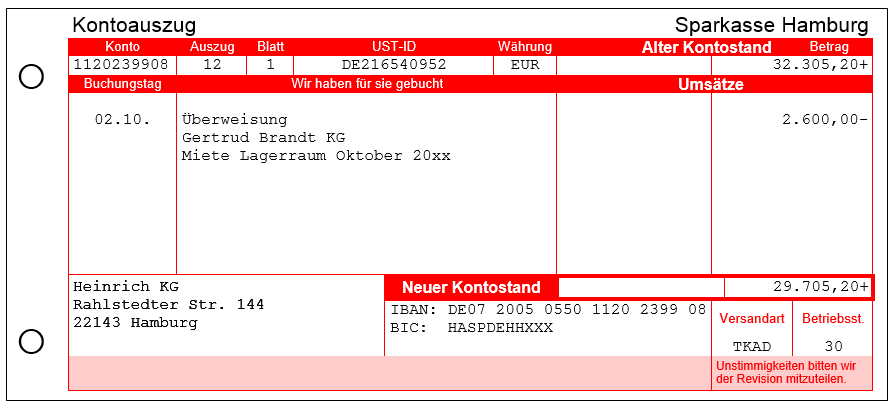 Kontoauszug Sparkasse Hamburg
Konto Auszug Blatt UST-ID Währung Alter Kontostand Betrag
1120239908 12 1 DE216540952 EUR 32.305,20+
Buchungstag Wir haben für sie gebucht Umsätze
02.10. Überweisung 2.600,00-
Gertrud Brandt KG
Miete Lagerraum Oktober 20xx
Heinrich KG Neuer Kontostand 29.705,20+
Rahlstedter Str. 144 IBAN: DE07 2005 0550 1120 2399 08
22143 Hamburg BIC: HASPDEHHXXX
Versandart Betriebsst.
TKAD 30
Unstimmigkeiten bitten wir
der Revision mitzuteilen.